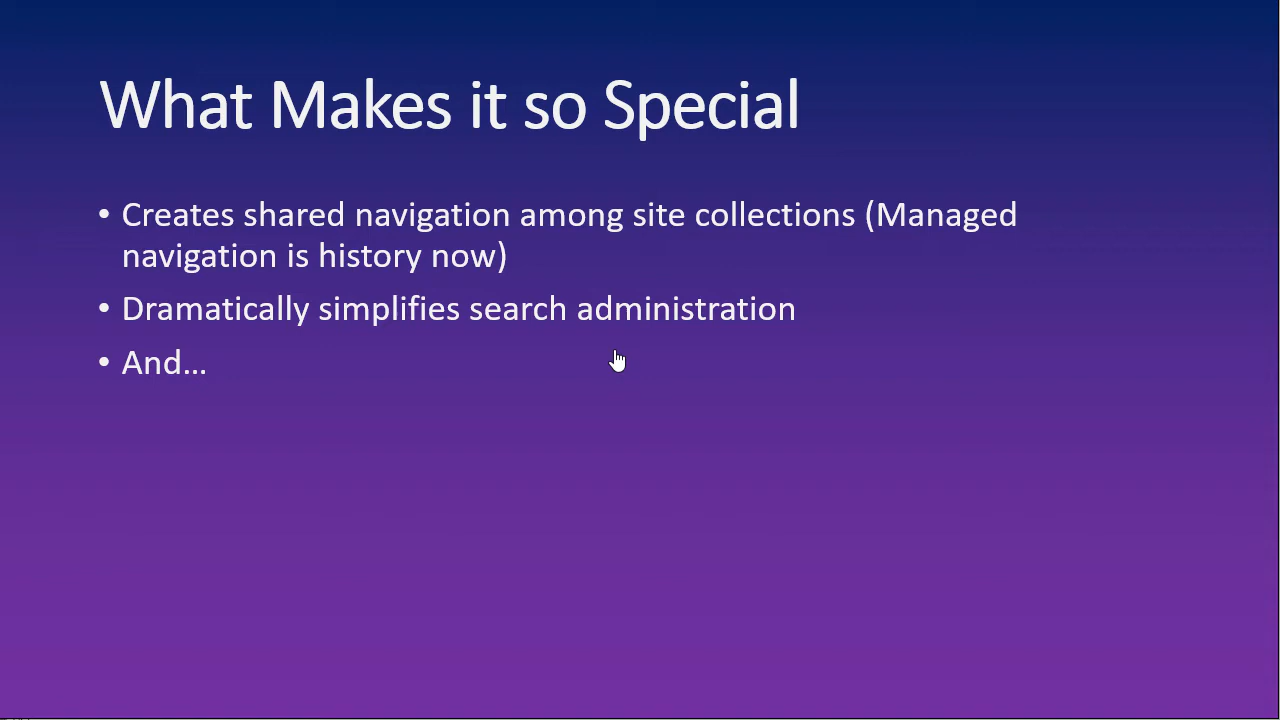 What Makes it so Special
• Creates shared navigation among site collections (Managed
navigation is history now)
• Dramatically simplifies search administration
• And…